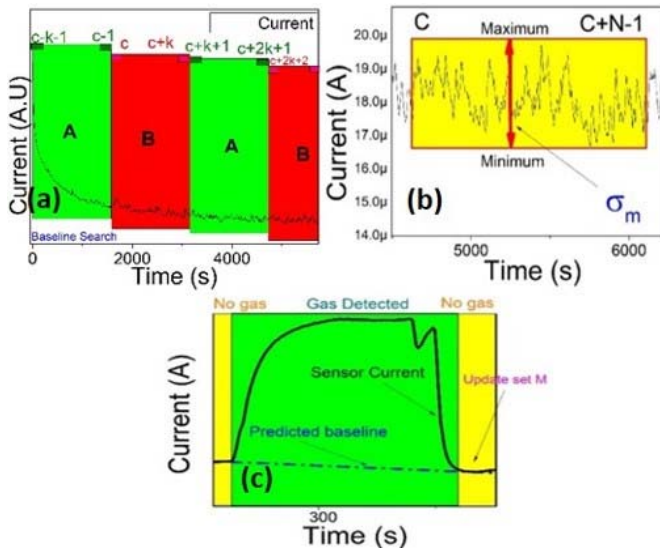 Current
c-k-1 c-1 c c+k c+k+1 c+2k+1 c+2k+2
A B A B
(a)
Baseline Search
Current (A.U)
0 2000 4000
Time (s)
20.0μ
19.0μ
18.0μ
17.0μ
16.0μ
15.0μ
14.0μ
Current (A)
C Maximum C+N-1
Minimum
(b)
σm
5000 6000
Time (s)
No gas Gas Detected No gas
Sensor Current
Update set M
Predicted baseline
(c)
Current (A)
300
Time (s)